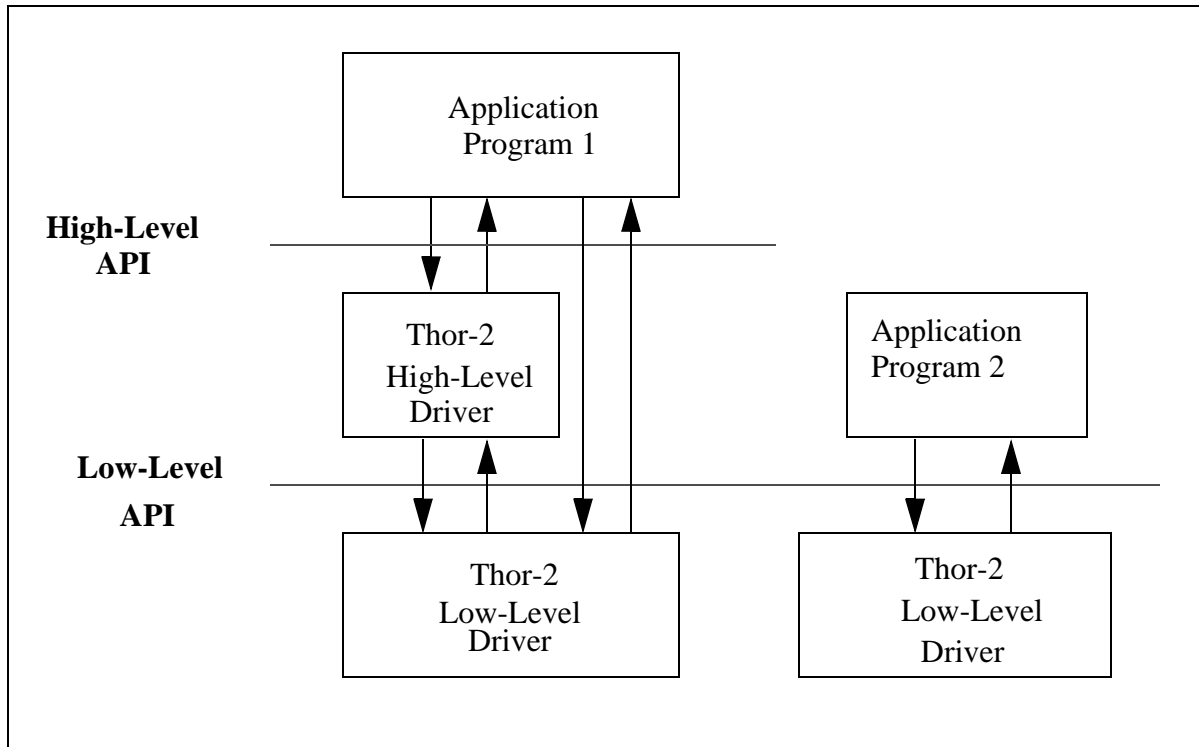 Application
Program 1
High-Level
API
Thor-2
High-Level
Driver
Application
Program 2
Low-Level
API
Thor-2
Low-Level
Driver
Thor-2
Low-Level
Driver